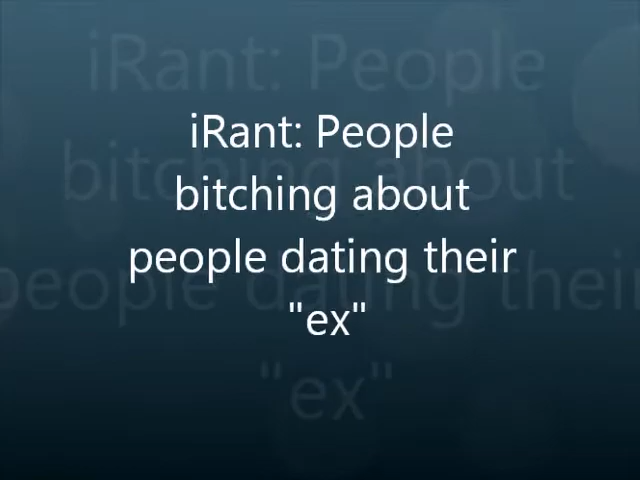 iRant: People
bitching about
people dating their
"ex"